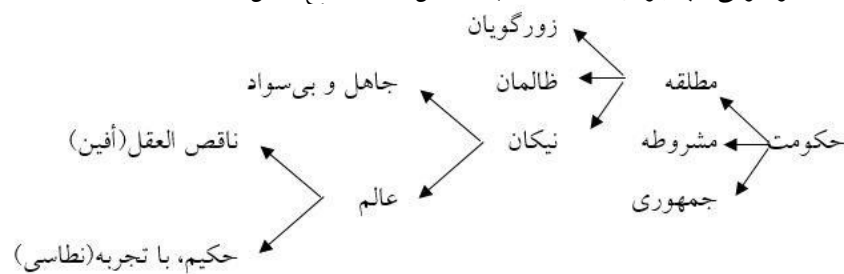 حکومت
مطلقه
مشروطه
جمهوری
زورگویان
ظالمان
نیکان
جاهل و بی‌سواد
عالم
ناقص العقل(أفین)
حکیم، با تجربه(نطاسی)